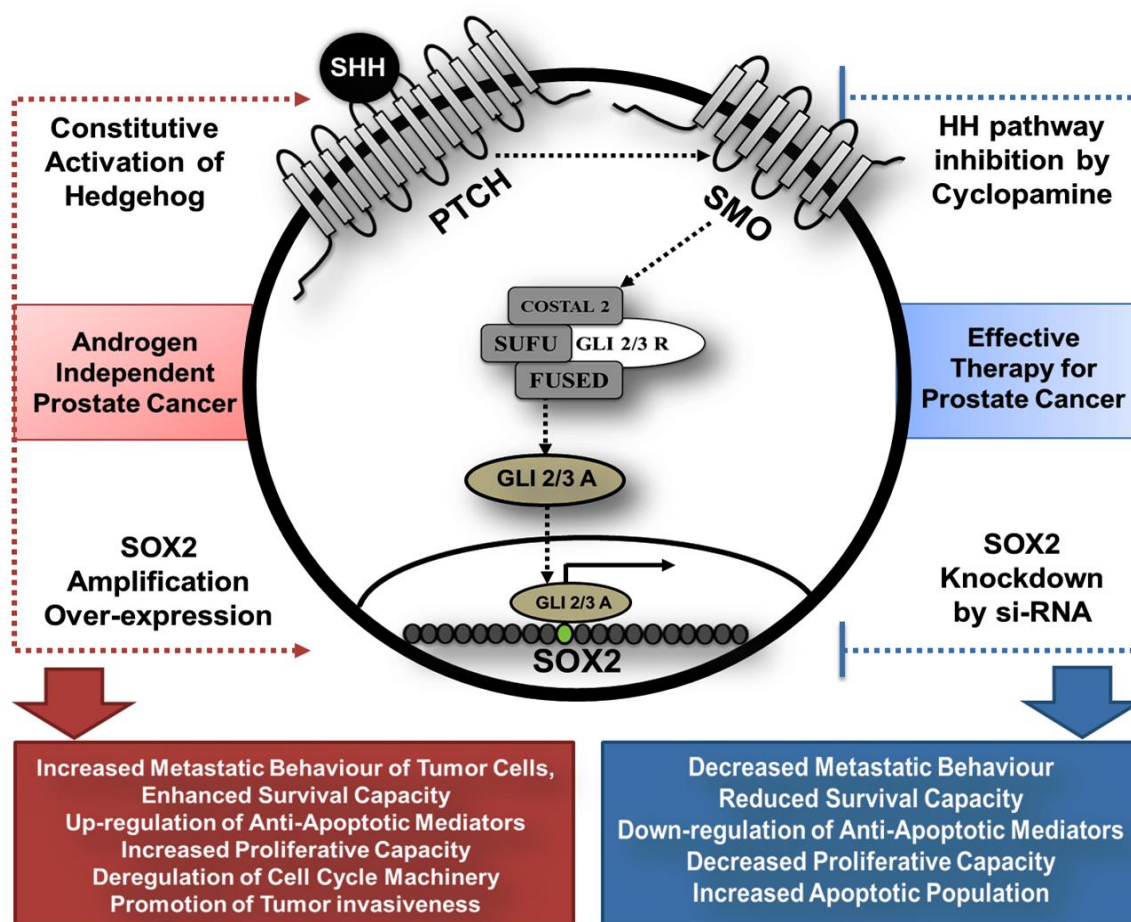 SHH
Constitutive
Activation of
Hedgehog
PTCH
SMO
HH pathway
inhibition by
Cyclopamine
Androgen
Independent
Prostate Cancer
COSTAL 2
SUFU
GLI 2/3 R
FUSED
Effective
Therapy for
Prostate Cancer
GLI 2/3 A
SOX2
Amplification
Over-expression
GLI 2/3 A
SOX2
SOX2
Knockdown
by si-RNA
Increased Metastatic Behaviour of Tumor Cells,
Enhanced Survival Capacity
Up-regulation of Anti-Apoptotic Mediators
Increased Proliferative Capacity
Deregulation of Cell Cycle Machinery
Promotion of Tumor invasiveness
Decreased Metastatic Behaviour
Reduced Survival Capacity
Down-regulation of Anti-Apoptotic Mediators
Decreased Proliferative Capacity
Increased Apoptotic Population